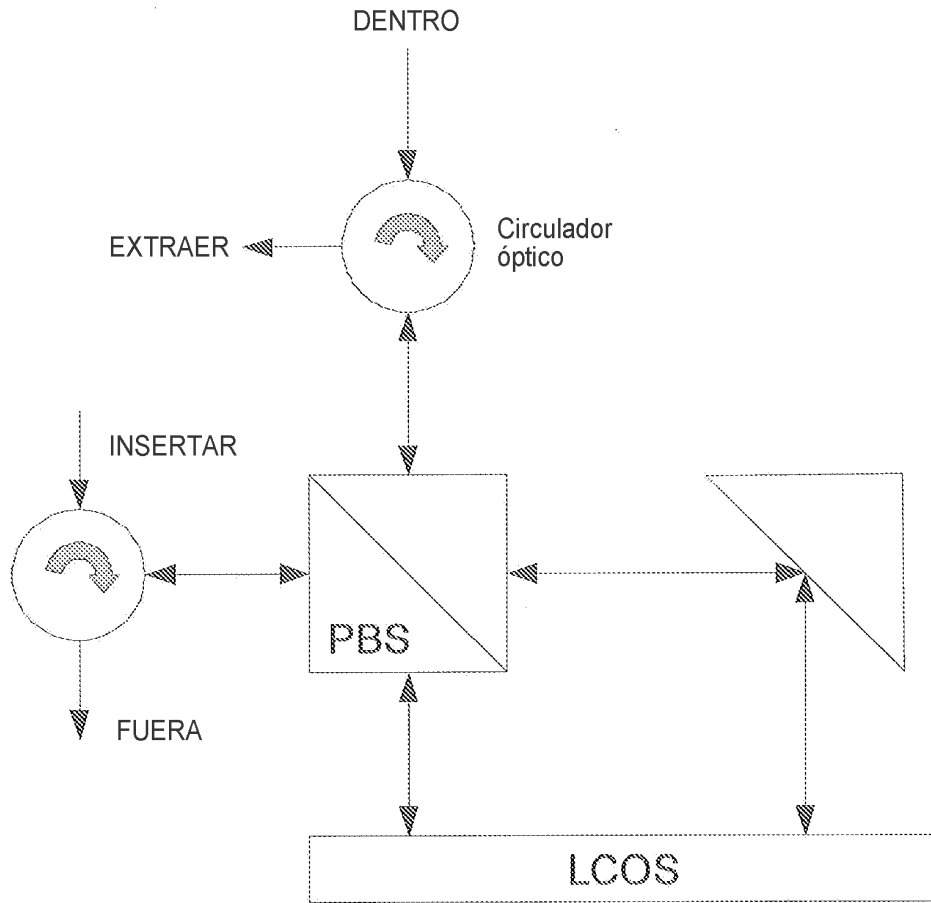 DENTRO
EXTRAER
Circulador
óptico
INSERTAR
PBS
FUERA
LCOS